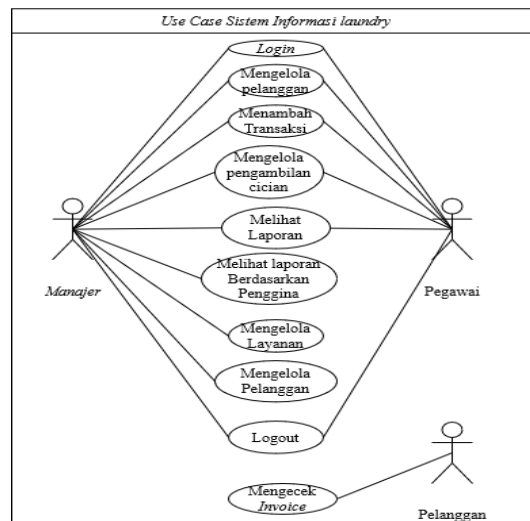 Use Case Sistem Informasi laundry
Login
Mengelola
pelanggan
Menambah
Transaksi
Mengelola
pengambilan
cician
Melihat
Laporan
Melihat laporan
Berdasarkan
Penggina
Mengelola
Layanan
Mengelola
Pelanggan
Logout
Mengecek
Invoice
Manajer
Pegawai
Pelanggan